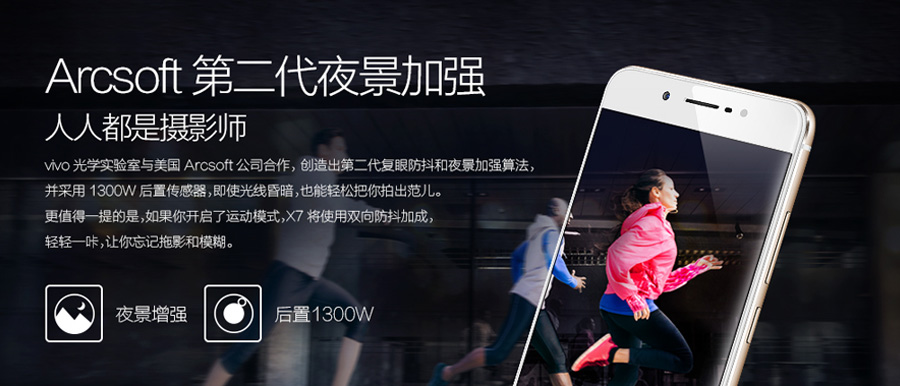 Arcsoft 第二代夜景加强
人人都是摄影师
vivo 光学实验室与美国 Arcsoft 公司合作，创造出第二代复眼防抖和夜景加强算法，
并采用 1300W 后置传感器，即使光线昏暗，也能轻松把你拍出范儿。
更值得一提的是，如果你开启了运动模式，X7 将使用双向防抖加成，
轻轻一咔，让你忘记拖影和模糊。
夜景增强
后置1300W